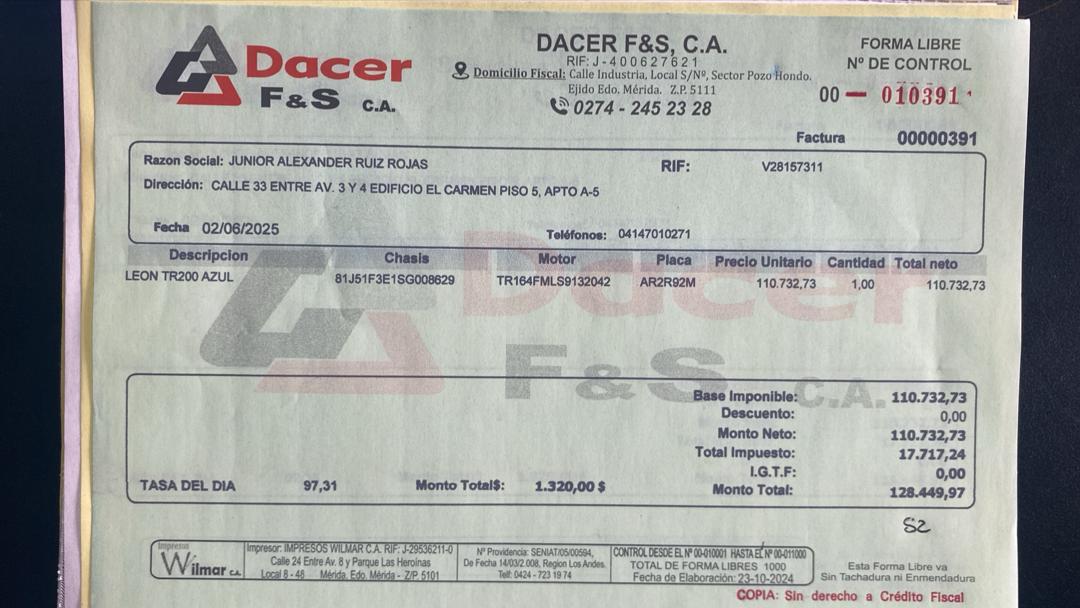 Dacer
F&S C.A.
DACER F&S, C.A.
RIF: J-400627621
Domicilio Fiscal: Calle Industria, Local S/Nº, Sector Pozo Hondo.
Ejido Edo. Mérida. Z.P. 5111
0274 - 245 23 28
FORMA LIBRE
Nº DE CONTROL
00 — 010391
Factura 00000391
Razon Social: JUNIOR ALEXANDER RUIZ ROJAS RIF: V28157311
Dirección: CALLE 33 ENTRE AV. 3 Y 4 EDIFICIO EL CARMEN PISO 5, APTO A-5
Fecha 02/06/2025 Teléfonos: 04147010271
Descripcion Chasis Motor Placa Precio Unitario Cantidad Total neto
LEON TR200 AZUL 81J51F3E1SG008629 TR164FMLS9132042 AR2R92M 110.732,73 1,00 110.732,73
Dacer
F&S C.A.
Base Imponible: 110.732,73
Descuento: 0,00
Monto Neto: 110.732,73
Total Impuesto: 17.717,24
I.G.T.F: 0,00
TASA DEL DIA 97,31 Monto Total$: 1.320,00 $ Monto Total: 128.449,97
Impresos
Wilmar C.A.
Impresor: IMPRESOS WILMAR C.A. RIF: J-29536211-0
Calle 24 Entre Av. 8 y Parque Las Heroinas
Local 8-48 Mérida, Edo. Mérida - Z/P. 5101
Nº Providencia: SENIAT/05/00594,
De Fecha 14/03/2.008, Region Los Andes.
Telf: 0424 - 723 19 74
CONTROL DESDE EL Nº 00-010001 HASTA EL Nº 00-011000
TOTAL DE FORMA LIBRES 1000
Fecha de Elaboración: 23-10-2024
Esta Forma Libre va
Sin Tachadura ni Enmendadura
COPIA: Sin derecho a Crédito Fiscal